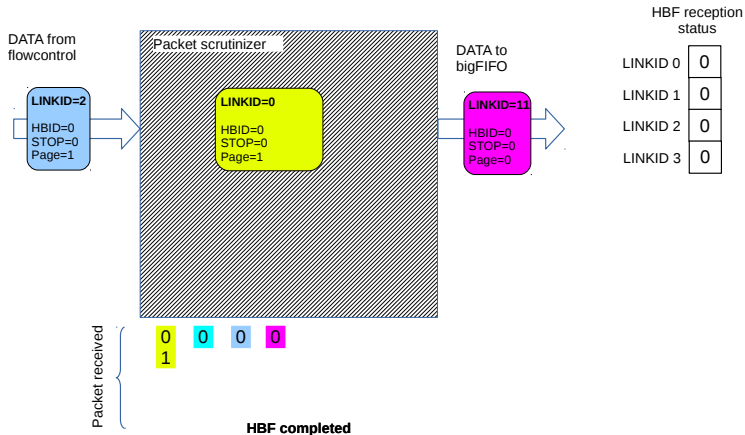 HBF reception
status
DATA from
flowcontrol
Packet scrutinizer
DATA to
bigFIFO
LINKID 0 0
LINKID 1 0
LINKID 2 0
LINKID 3 0
LINKID=2
HBID=0
STOP=0
Page=1
LINKID=0
HBID=0
STOP=0
Page=1
LINKID=11
HBID=0
STOP=0
Page=0
Packet received
0 0 0 0
1
HBF completed